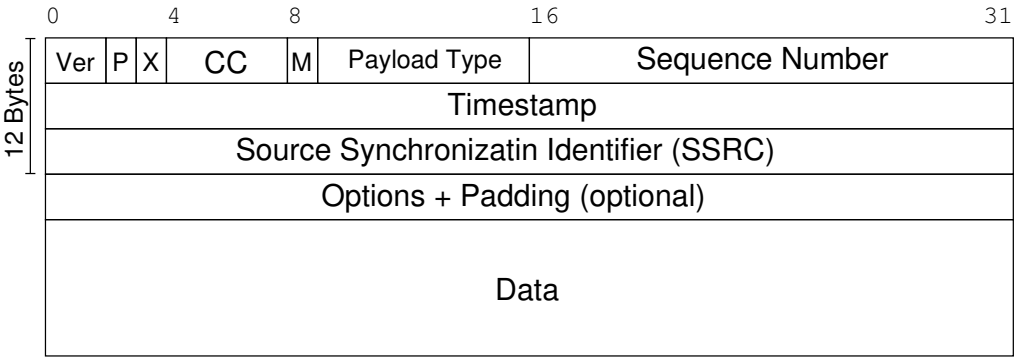 0 4 8 16 31
Ver P X CC M Payload Type Sequence Number
Timestamp
12 Bytes
Source Synchronizatin Identifier (SSRC)
Options + Padding (optional)
Data